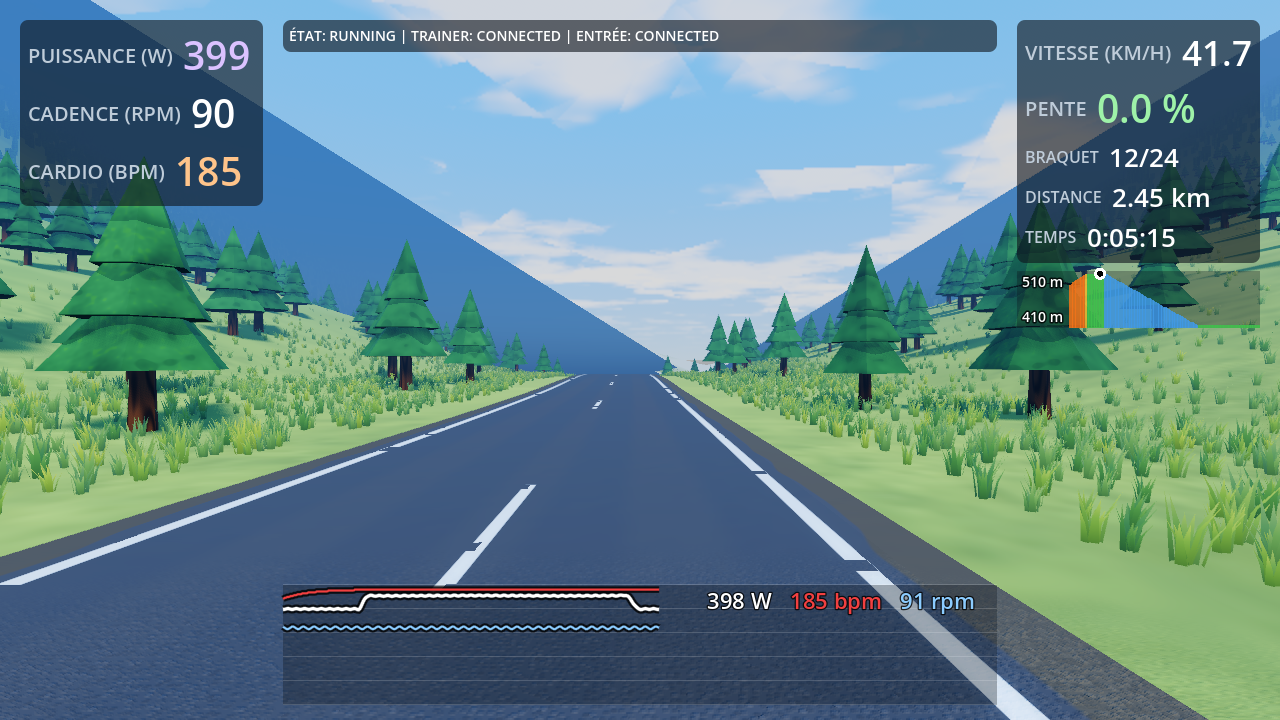 PUISSANCE (W) 399
CADENCE (RPM) 90
CARDIO (BPM) 185
ÉTAT: RUNNING | TRAINER: CONNECTED | ENTRÉE: CONNECTED
VITESSE (KM/H) 41.7
PENTE 0.0 %
BRAQUET 12/24
DISTANCE 2.45 km
TEMPS 0:05:15
510 m
410 m
398 W 185 bpm 91 rpm